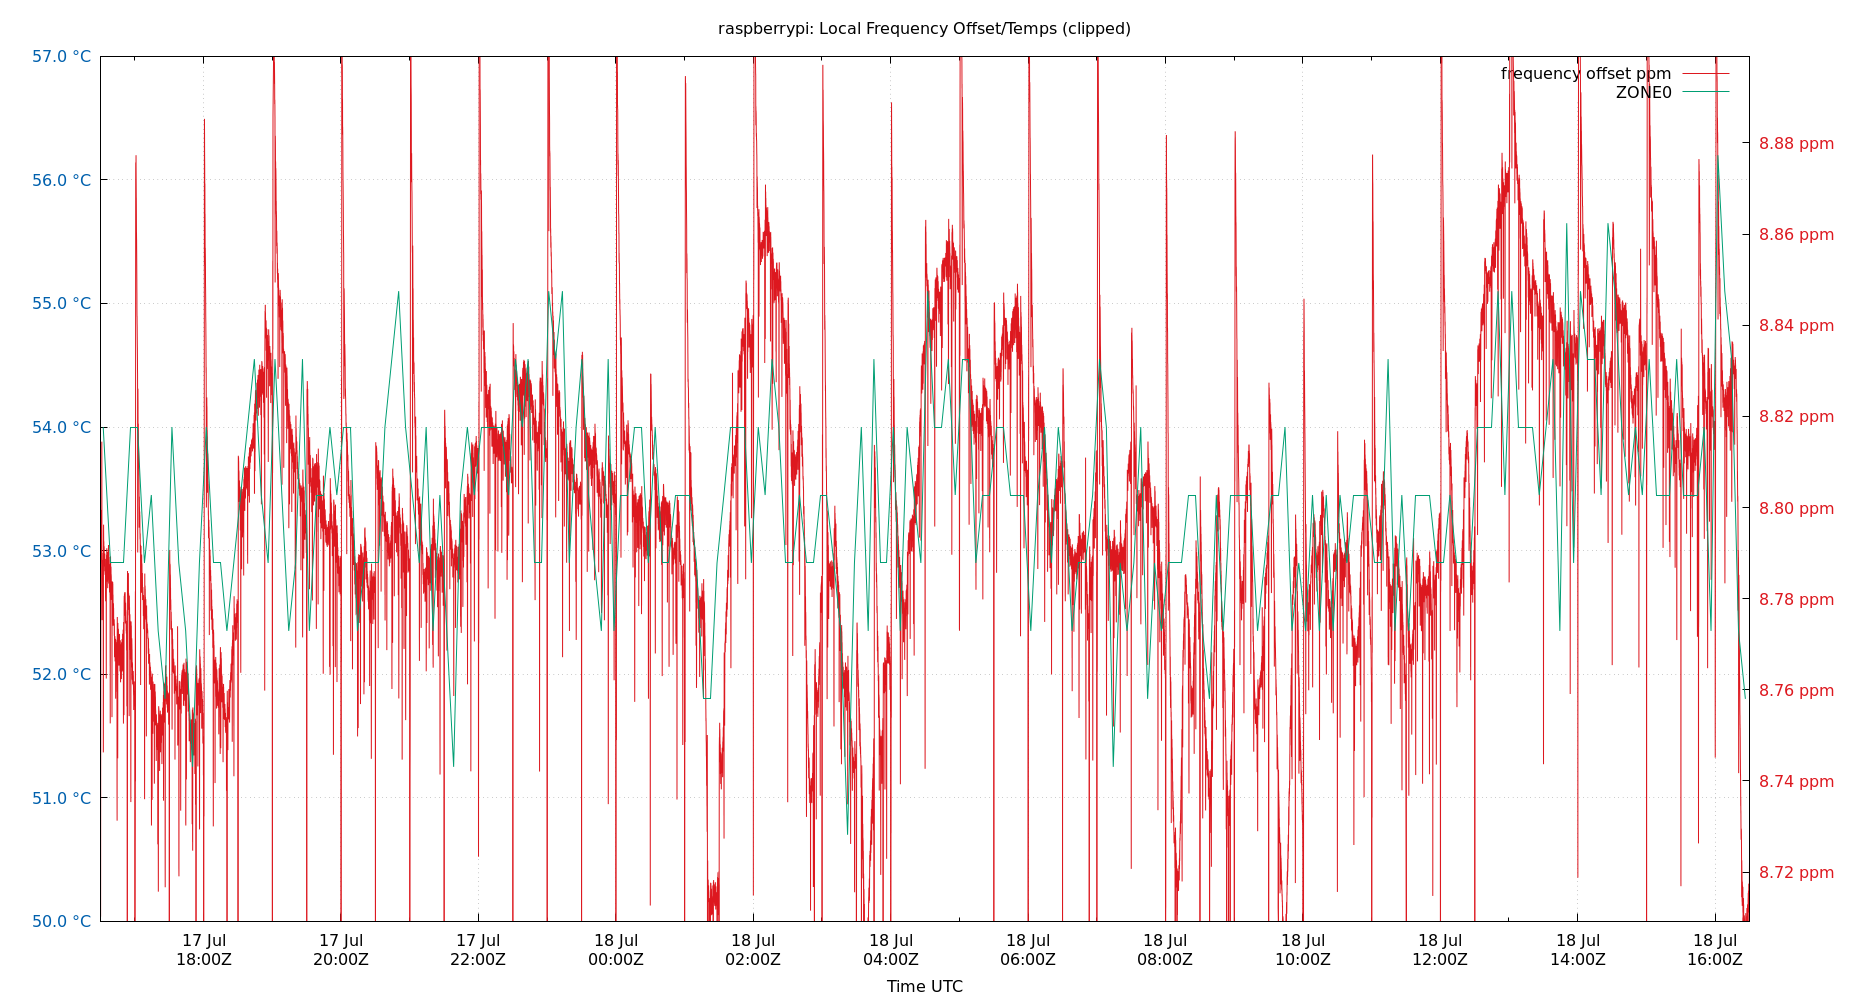 raspberrypi: Local Frequency Offset/Temps (clipped)
57.0 °C
56.0 °C
55.0 °C
54.0 °C
53.0 °C
52.0 °C
51.0 °C
50.0 °C
frequency offset ppm
ZONE0
8.88 ppm
8.86 ppm
8.84 ppm
8.82 ppm
8.80 ppm
8.78 ppm
8.76 ppm
8.74 ppm
8.72 ppm
17 Jul
18:00Z
17 Jul
20:00Z
17 Jul
22:00Z
18 Jul
00:00Z
18 Jul
02:00Z
18 Jul
04:00Z
18 Jul
06:00Z
18 Jul
08:00Z
18 Jul
10:00Z
18 Jul
12:00Z
18 Jul
14:00Z
18 Jul
16:00Z
Time UTC